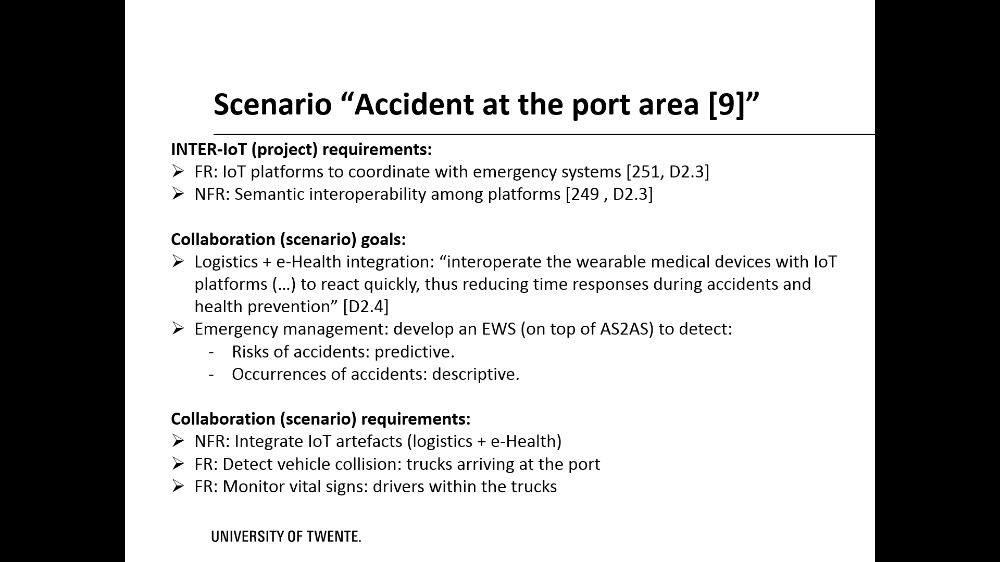 Scenario “Accident at the port area [9]”
INTER-IoT (project) requirements:
➢ FR: IoT platforms to coordinate with emergency systems [251, D2.3]
➢ NFR: Semantic interoperability among platforms [249 , D2.3]
Collaboration (scenario) goals:
➢ Logistics + e-Health integration: “interoperate the wearable medical devices with IoT
platforms (…) to react quickly, thus reducing time responses during accidents and
health prevention” [D2.4]
➢ Emergency management: develop an EWS (on top of AS2AS) to detect:
- Risks of accidents: predictive.
- Occurrences of accidents: descriptive.
Collaboration (scenario) requirements:
➢ NFR: Integrate IoT artefacts (logistics + e-Health)
➢ FR: Detect vehicle collision: trucks arriving at the port
➢ FR: Monitor vital signs: drivers within the trucks
UNIVERSITY OF TWENTE.